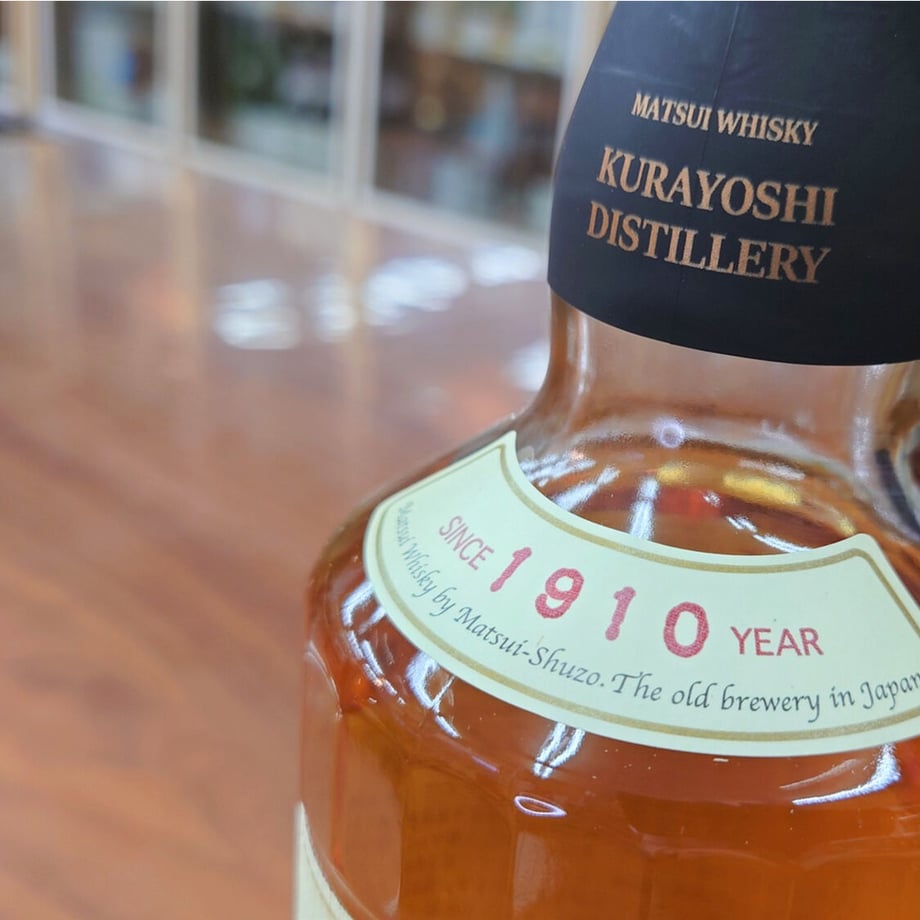 MATSUI WHISKY
KURAYOSHI
DISTILLERY
SINCE 1910 YEAR
Matsui Whisky by Matsui-Shuzo. The old brewery in Japan